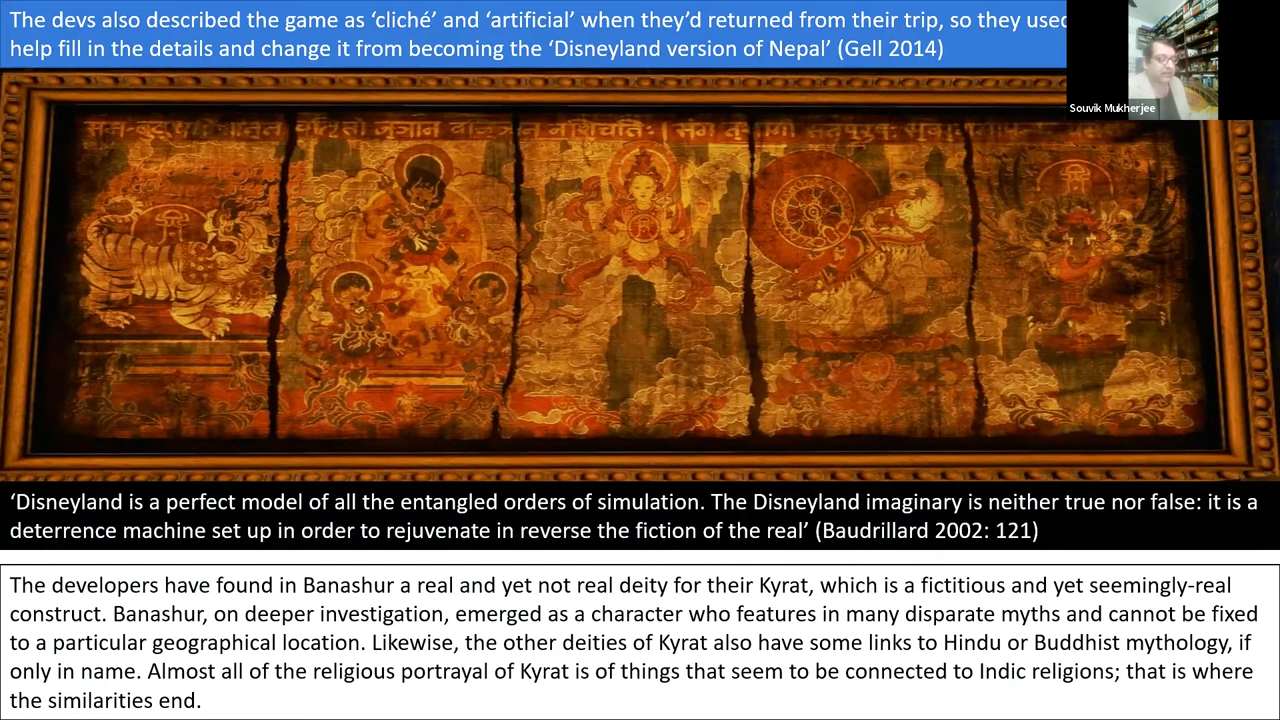 The devs also described the game as ‘cliché’ and ‘artificial’ when they’d returned from their trip, so they used
help fill in the details and change it from becoming the ‘Disneyland version of Nepal’ (Gell 2014)
Souvik Mukherjee
‘Disneyland is a perfect model of all the entangled orders of simulation. The Disneyland imaginary is neither true nor false: it is a
deterrence machine set up in order to rejuvenate in reverse the fiction of the real’ (Baudrillard 2002: 121)
The developers have found in Banashur a real and yet not real deity for their Kyrat, which is a fictitious and yet seemingly-real
construct. Banashur, on deeper investigation, emerged as a character who features in many disparate myths and cannot be fixed
to a particular geographical location. Likewise, the other deities of Kyrat also have some links to Hindu or Buddhist mythology, if
only in name. Almost all of the religious portrayal of Kyrat is of things that seem to be connected to Indic religions; that is where
the similarities end.